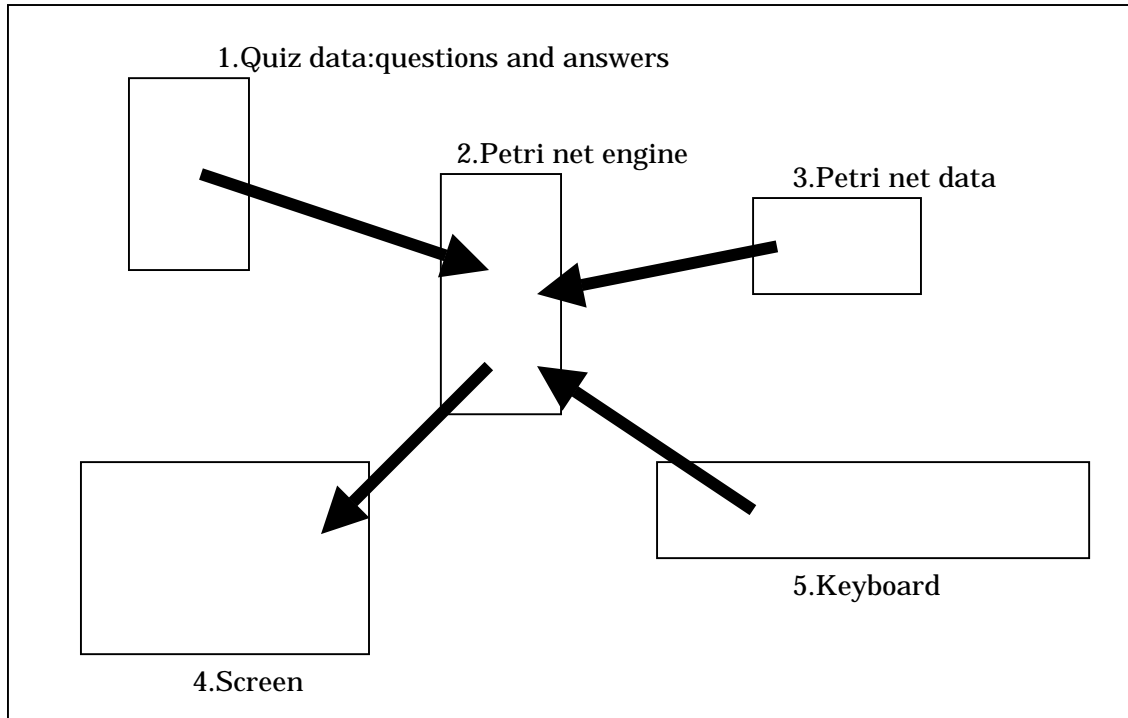 1.Quiz data:questions and answers
2.Petri net engine
3.Petri net data
4.Screen
5.Keyboard